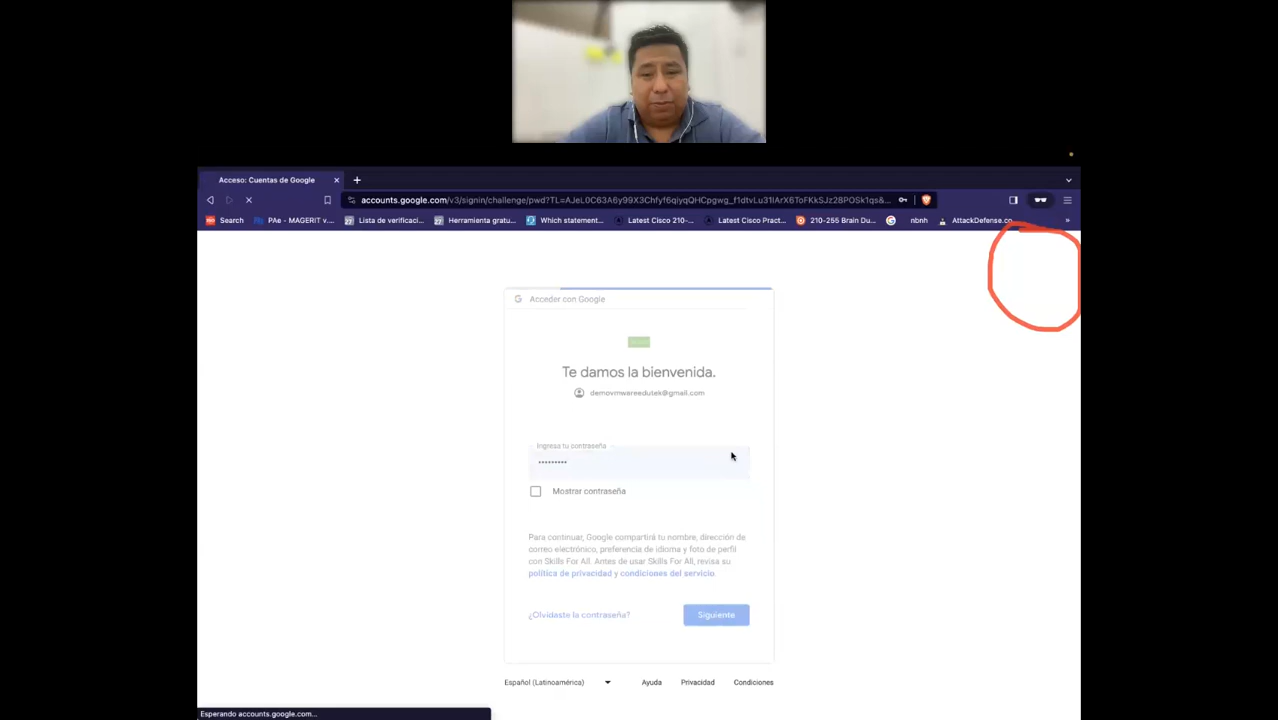 Acceso: Cuentas de Google
accounts.google.com/v3/signin/challenge/pwd?
Search
PAe - MAGERIT v...
Lista de verificaci...
Herramienta gratu...
Which statement...
Latest Cisco 210-...
Latest Cisco Pract...
210-255 Brain Du...
nbnh
AttackDefense.co...
»
Acceder con Google
Te damos la bienvenida.
demovmwareedutek@gmail.com
Ingresa tu contraseña
•••••••••
Mostrar contraseña
Para continuar, Google compartirá tu nombre, dirección de
correo electrónico, preferencia de idioma y foto de perfil
con Skills For All. Antes de usar Skills For All, revisa su
política de privacidad y condiciones del servicio.
¿Olvidaste la contraseña?
Siguiente
Español (Latinoamérica)
Ayuda
Privacidad
Condiciones
Esperando accounts.google.com...